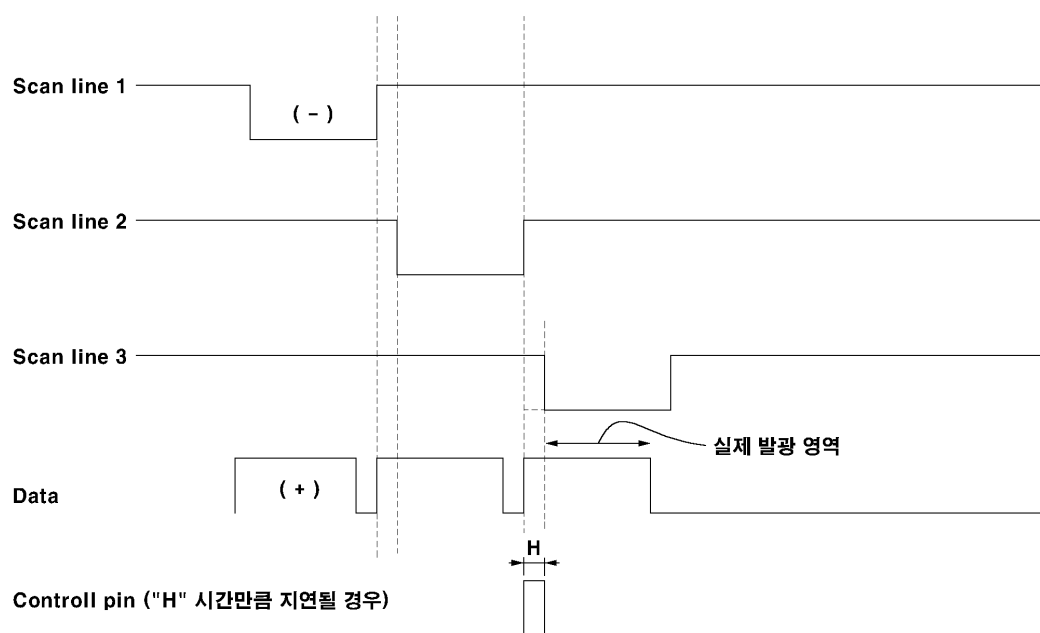 Scan line 1
( - )
Scan line 2
Scan line 3
실제 발광 영역
( + )
Data
H
Controll pin ("H" 시간만큼 지연될 경우)